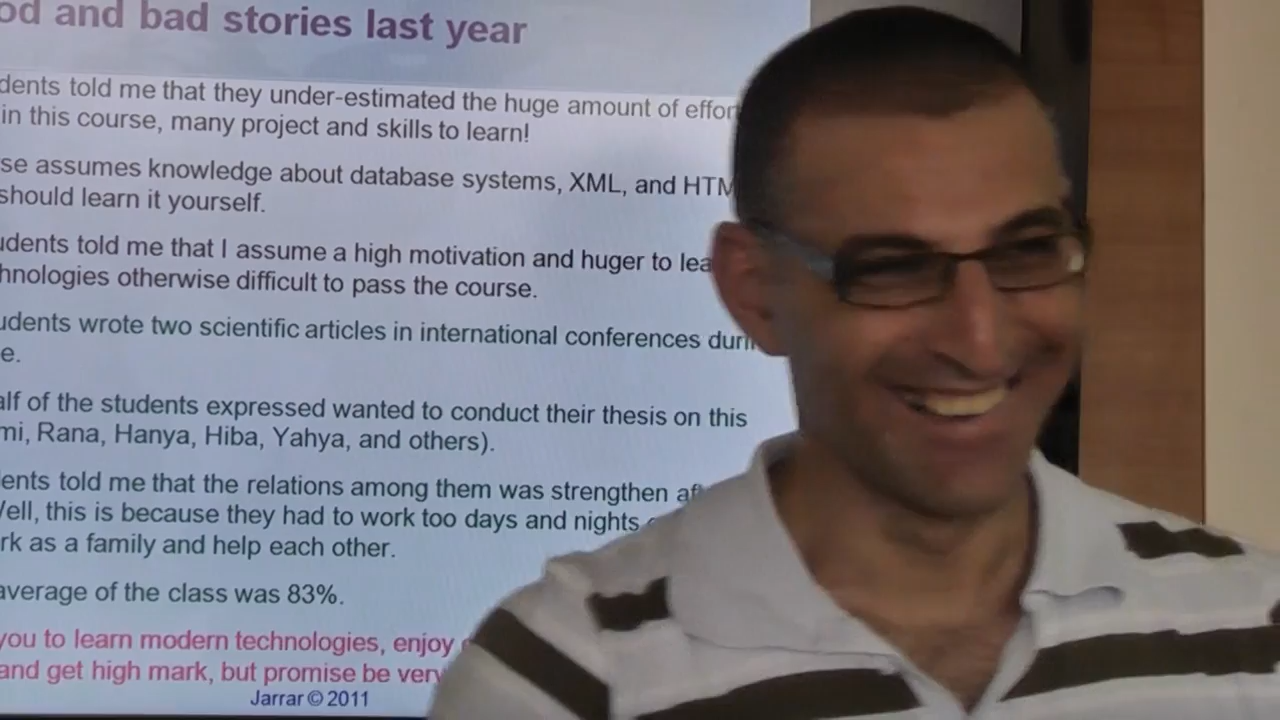 od and bad stories last year
dents told me that they under-estimated the huge amount of effor
in this course, many project and skills to learn!
se assumes knowledge about database systems, XML, and HTM
should learn it yourself.
udents told me that I assume a high motivation and huger to lea
hnologies otherwise difficult to pass the course.
udents wrote two scientific articles in international conferences duri
e.
alf of the students expressed wanted to conduct their thesis on this
mi, Rana, Hanya, Hiba, Yahya, and others).
ents told me that the relations among them was strengthen af
Vell, this is because they had to work too days and nights
rk as a family and help each other.
average of the class was 83%.
you to learn modern technologies, enjoy
and get high mark, but promise be very
Jarrar © 2011